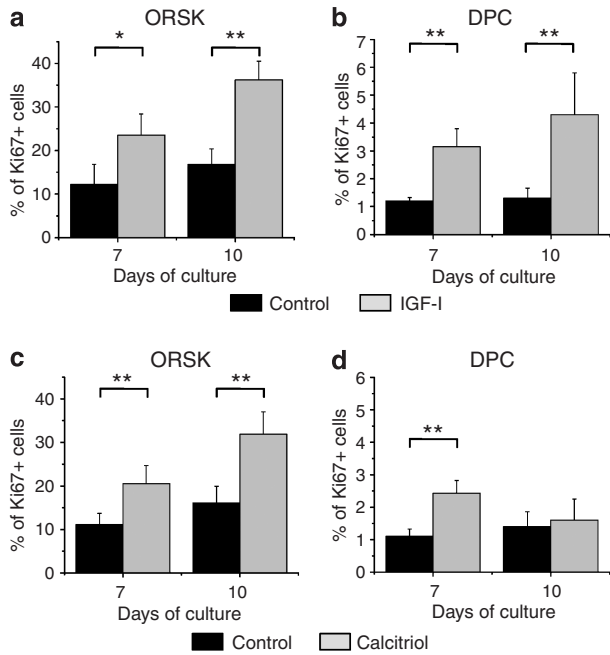 a
ORSK
40
30
20
10
0
% of Ki67+ cells
*
**
7
10
Days of culture
b
DPC
7
6
5
4
3
2
1
0
% of Ki67+ cells
**
**
7
10
Days of culture
Control IGF-I
c
ORSK
40
30
20
10
0
% of Ki67+ cells
**
**
7
10
Days of culture
d
DPC
6
5
4
3
2
1
0
% of Ki67+ cells
**
7
10
Days of culture
Control Calcitriol